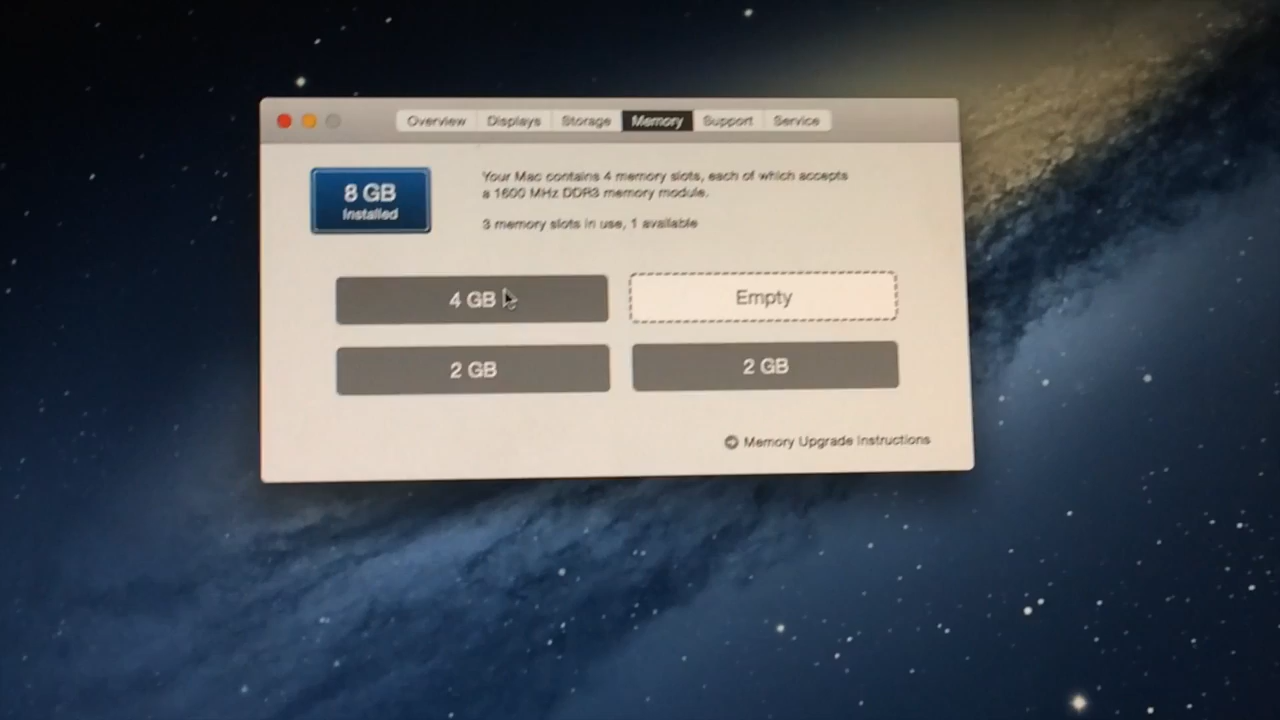 Overview Displays Storage Memory Support Service
8 GB
Installed
Your Mac contains 4 memory slots, each of which accepts
a 1600 MHz DDR3 memory module.
3 memory slots in use, 1 available
4 GB
Empty
2 GB
2 GB
Memory Upgrade Instructions